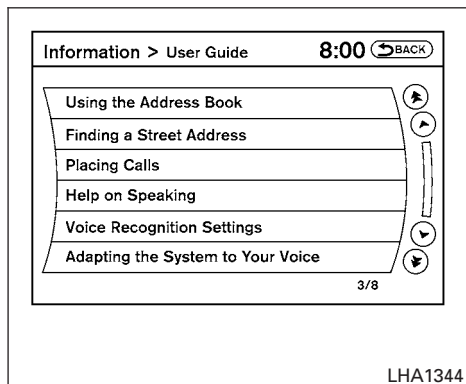 Information > User Guide 8:00 BACK
Using the Address Book
Finding a Street Address
Placing Calls
Help on Speaking
Voice Recognition Settings
Adapting the System to Your Voice
3/8
LHA1344